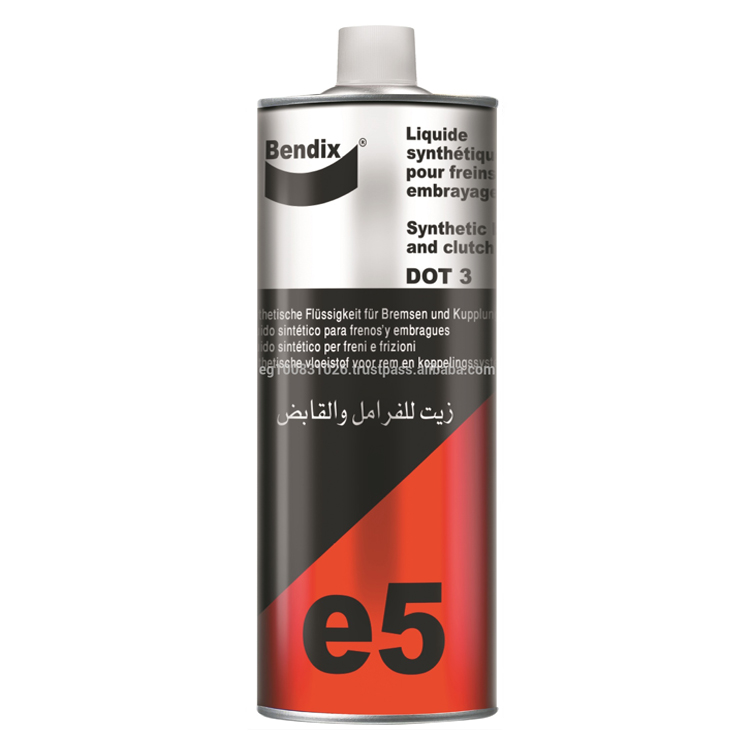 Bendix®
Liquide
synthétiqu
pour freins
embrayage
Synthetic
and clutch
DOT 3
thetische Flüssigkeit für Bremsen und Kupplun
ido sintético para frenos'y embragues
ido sintético per freni e frizioni
thetische vloeistof voor rem en koppelingssyst
eg100831026.trustpass.alibaba.com
زيت للفرامل والقابض
e5